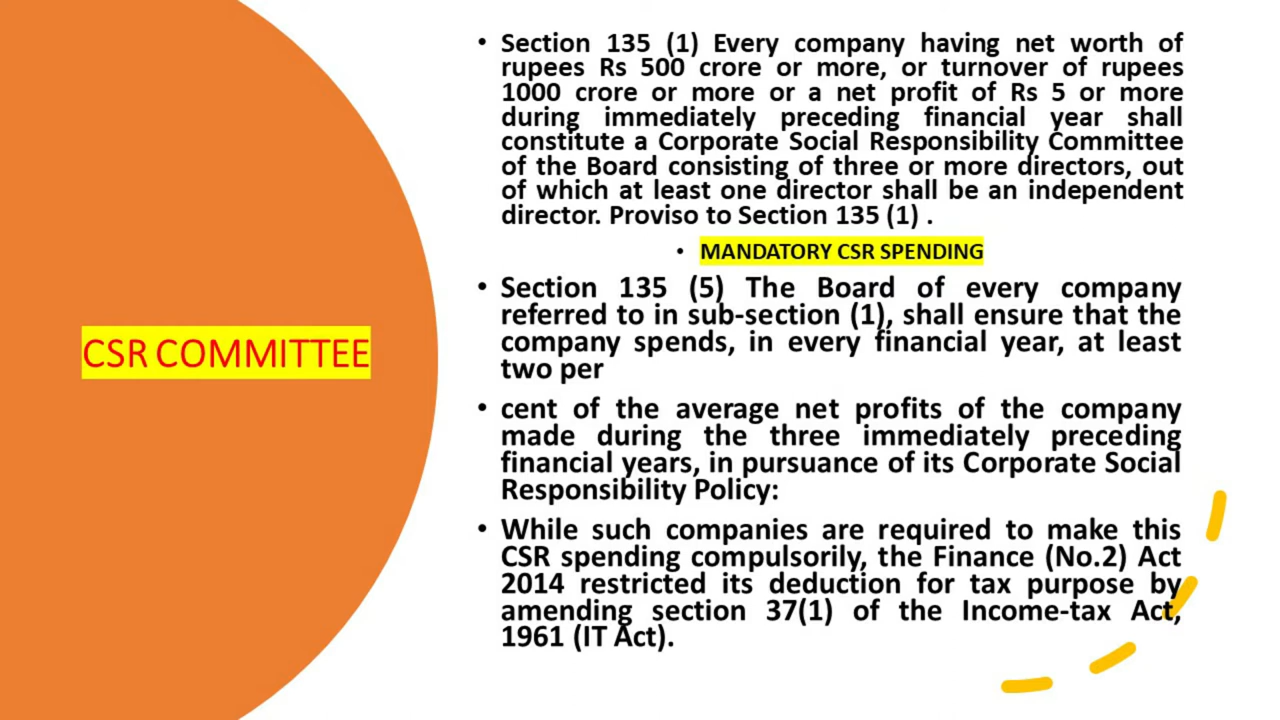 CSR COMMITTEE
• Section 135 (1) Every company having net worth of
rupees Rs 500 crore or more, or turnover of rupees
1000 crore or more or a net profit of Rs 5 or more
during immediately preceding financial year shall
constitute a Corporate Social Responsibility Committee
of the Board consisting of three or more directors, out
of which at least one director shall be an independent
director. Proviso to Section 135 (1) .
• MANDATORY CSR SPENDING
• Section 135 (5) The Board of every company
referred to in sub-section (1), shall ensure that the
company spends, in every financial year, at least
two per
• cent of the average net profits of the company
made during the three immediately preceding
financial years, in pursuance of its Corporate Social
Responsibility Policy:
• While such companies are required to make this
CSR spending compulsorily, the Finance (No.2) Act
2014 restricted its deduction for tax purpose by
amending section 37(1) of the Income-tax Act,
1961 (IT Act).